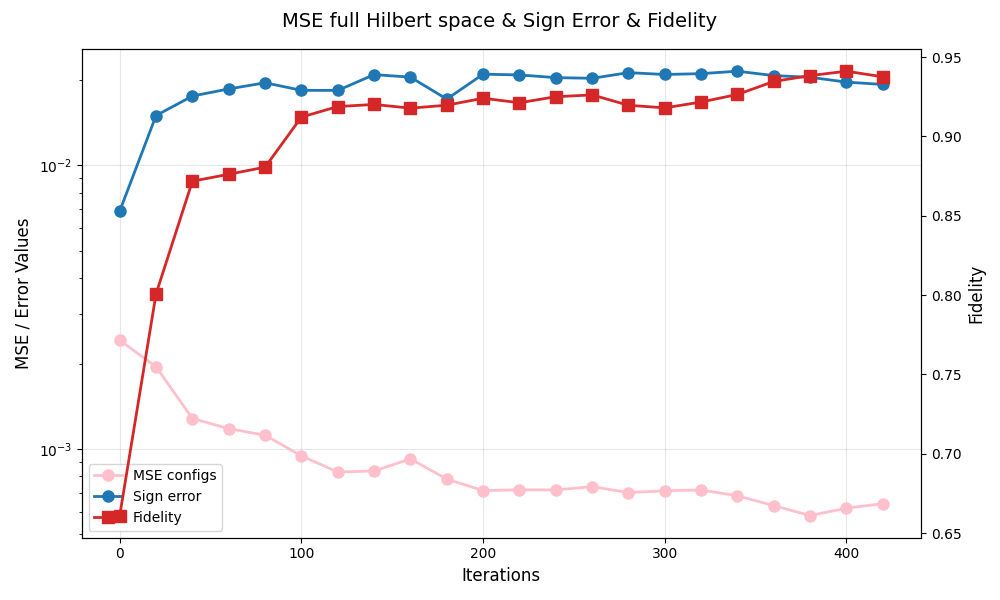 MSE full Hilbert space & Sign Error & Fidelity
MSE / Error Values
10⁻²
10⁻³
0.95
0.90
0.85
0.80
0.75
0.70
0.65
Fidelity
MSE configs
Sign error
Fidelity
0 100 200 300 400
Iterations